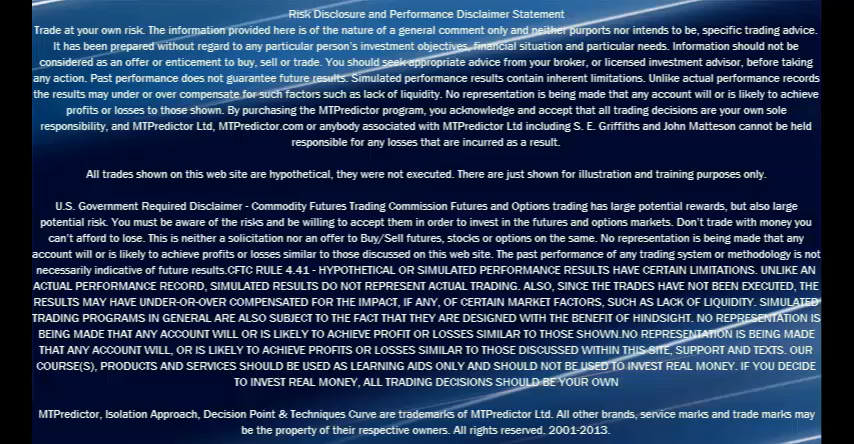 Risk Disclosure and Performance Disclaimer Statement
Trade at your own risk. The information provided here is of the nature of a general comment only and neither purports nor intends to be, specific trading advice.
It has been prepared without regard to any particular person's investment objectives, financial situation and particular needs. Information should not be
considered as an offer or enticement to buy, sell or trade. You should seek appropriate advice from your broker, or licensed investment advisor, before taking
any action. Past performance does not guarantee future results. Simulated performance results contain inherent limitations. Unlike actual performance records
the results may under or over compensate for such factors such as lack of liquidity. No representation is being made that any account will or is likely to achieve
profits or losses to those shown. By purchasing the MTPredictor program, you acknowledge and accept that all trading decisions are your own sole
responsibility, and MTPredictor Ltd, MTPredictor.com or anybody associated with MTPredictor Ltd including S. E. Griffiths and John Matteson cannot be held
responsible for any losses that are incurred as a result.
All trades shown on this web site are hypothetical, they were not executed. There are just shown for illustration and training purposes only.
U.S. Government Required Disclaimer - Commodity Futures Trading Commission Futures and Options trading has large potential rewards, but also large
potential risk. You must be aware of the risks and be willing to accept them in order to invest in the futures and options markets. Don't trade with money you
can't afford to lose. This is neither a solicitation nor an offer to Buy/Sell futures, stocks or options on the same. No representation is being made that any
account will or is likely to achieve profits or losses similar to those discussed on this web site. The past performance of any trading system or methodology is not
necessarily indicative of future results.CFTC RULE 4.41 - HYPOTHETICAL OR SIMULATED PERFORMANCE RESULTS HAVE CERTAIN LIMITATIONS. UNLIKE AN
ACTUAL PERFORMANCE RECORD, SIMULATED RESULTS DO NOT REPRESENT ACTUAL TRADING. ALSO, SINCE THE TRADES HAVE NOT BEEN EXECUTED, THE
RESULTS MAY HAVE UNDER-OR-OVER COMPENSATED FOR THE IMPACT, IF ANY, OF CERTAIN MARKET FACTORS, SUCH AS LACK OF LIQUIDITY. SIMULATED
TRADING PROGRAMS IN GENERAL ARE ALSO SUBJECT TO THE FACT THAT THEY ARE DESIGNED WITH THE BENEFIT OF HINDSIGHT. NO REPRESENTATION IS
BEING MADE THAT ANY ACCOUNT WILL OR IS LIKELY TO ACHIEVE PROFIT OR LOSSES SIMILAR TO THOSE SHOWN.NO REPRESENTATION IS BEING MADE
THAT ANY ACCOUNT WILL, OR IS LIKELY TO ACHIEVE PROFITS OR LOSSES SIMILAR TO THOSE DISCUSSED WITHIN THIS SITE, SUPPORT AND TEXTS. OUR
COURSE(S), PRODUCTS AND SERVICES SHOULD BE USED AS LEARNING AIDS ONLY AND SHOULD NOT BE USED TO INVEST REAL MONEY. IF YOU DECIDE
TO INVEST REAL MONEY, ALL TRADING DECISIONS SHOULD BE YOUR OWN
MTPredictor, Isolation Approach, Decision Point & Techniques Curve are trademarks of MTPredictor Ltd. All other brands, service marks and trade marks may
be the property of their respective owners. All rights reserved. 2001-2013.